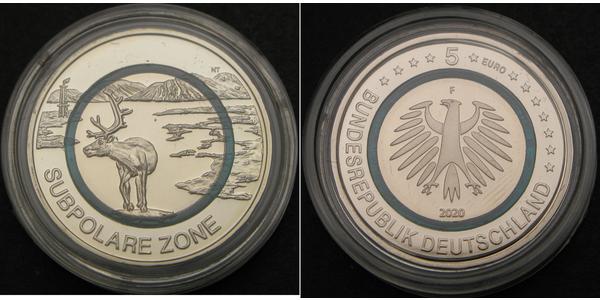 NT
SUBPOLARE ZONE
5 EURO
F
2020
BUNDESREPUBLIK DEUTSCHLAND